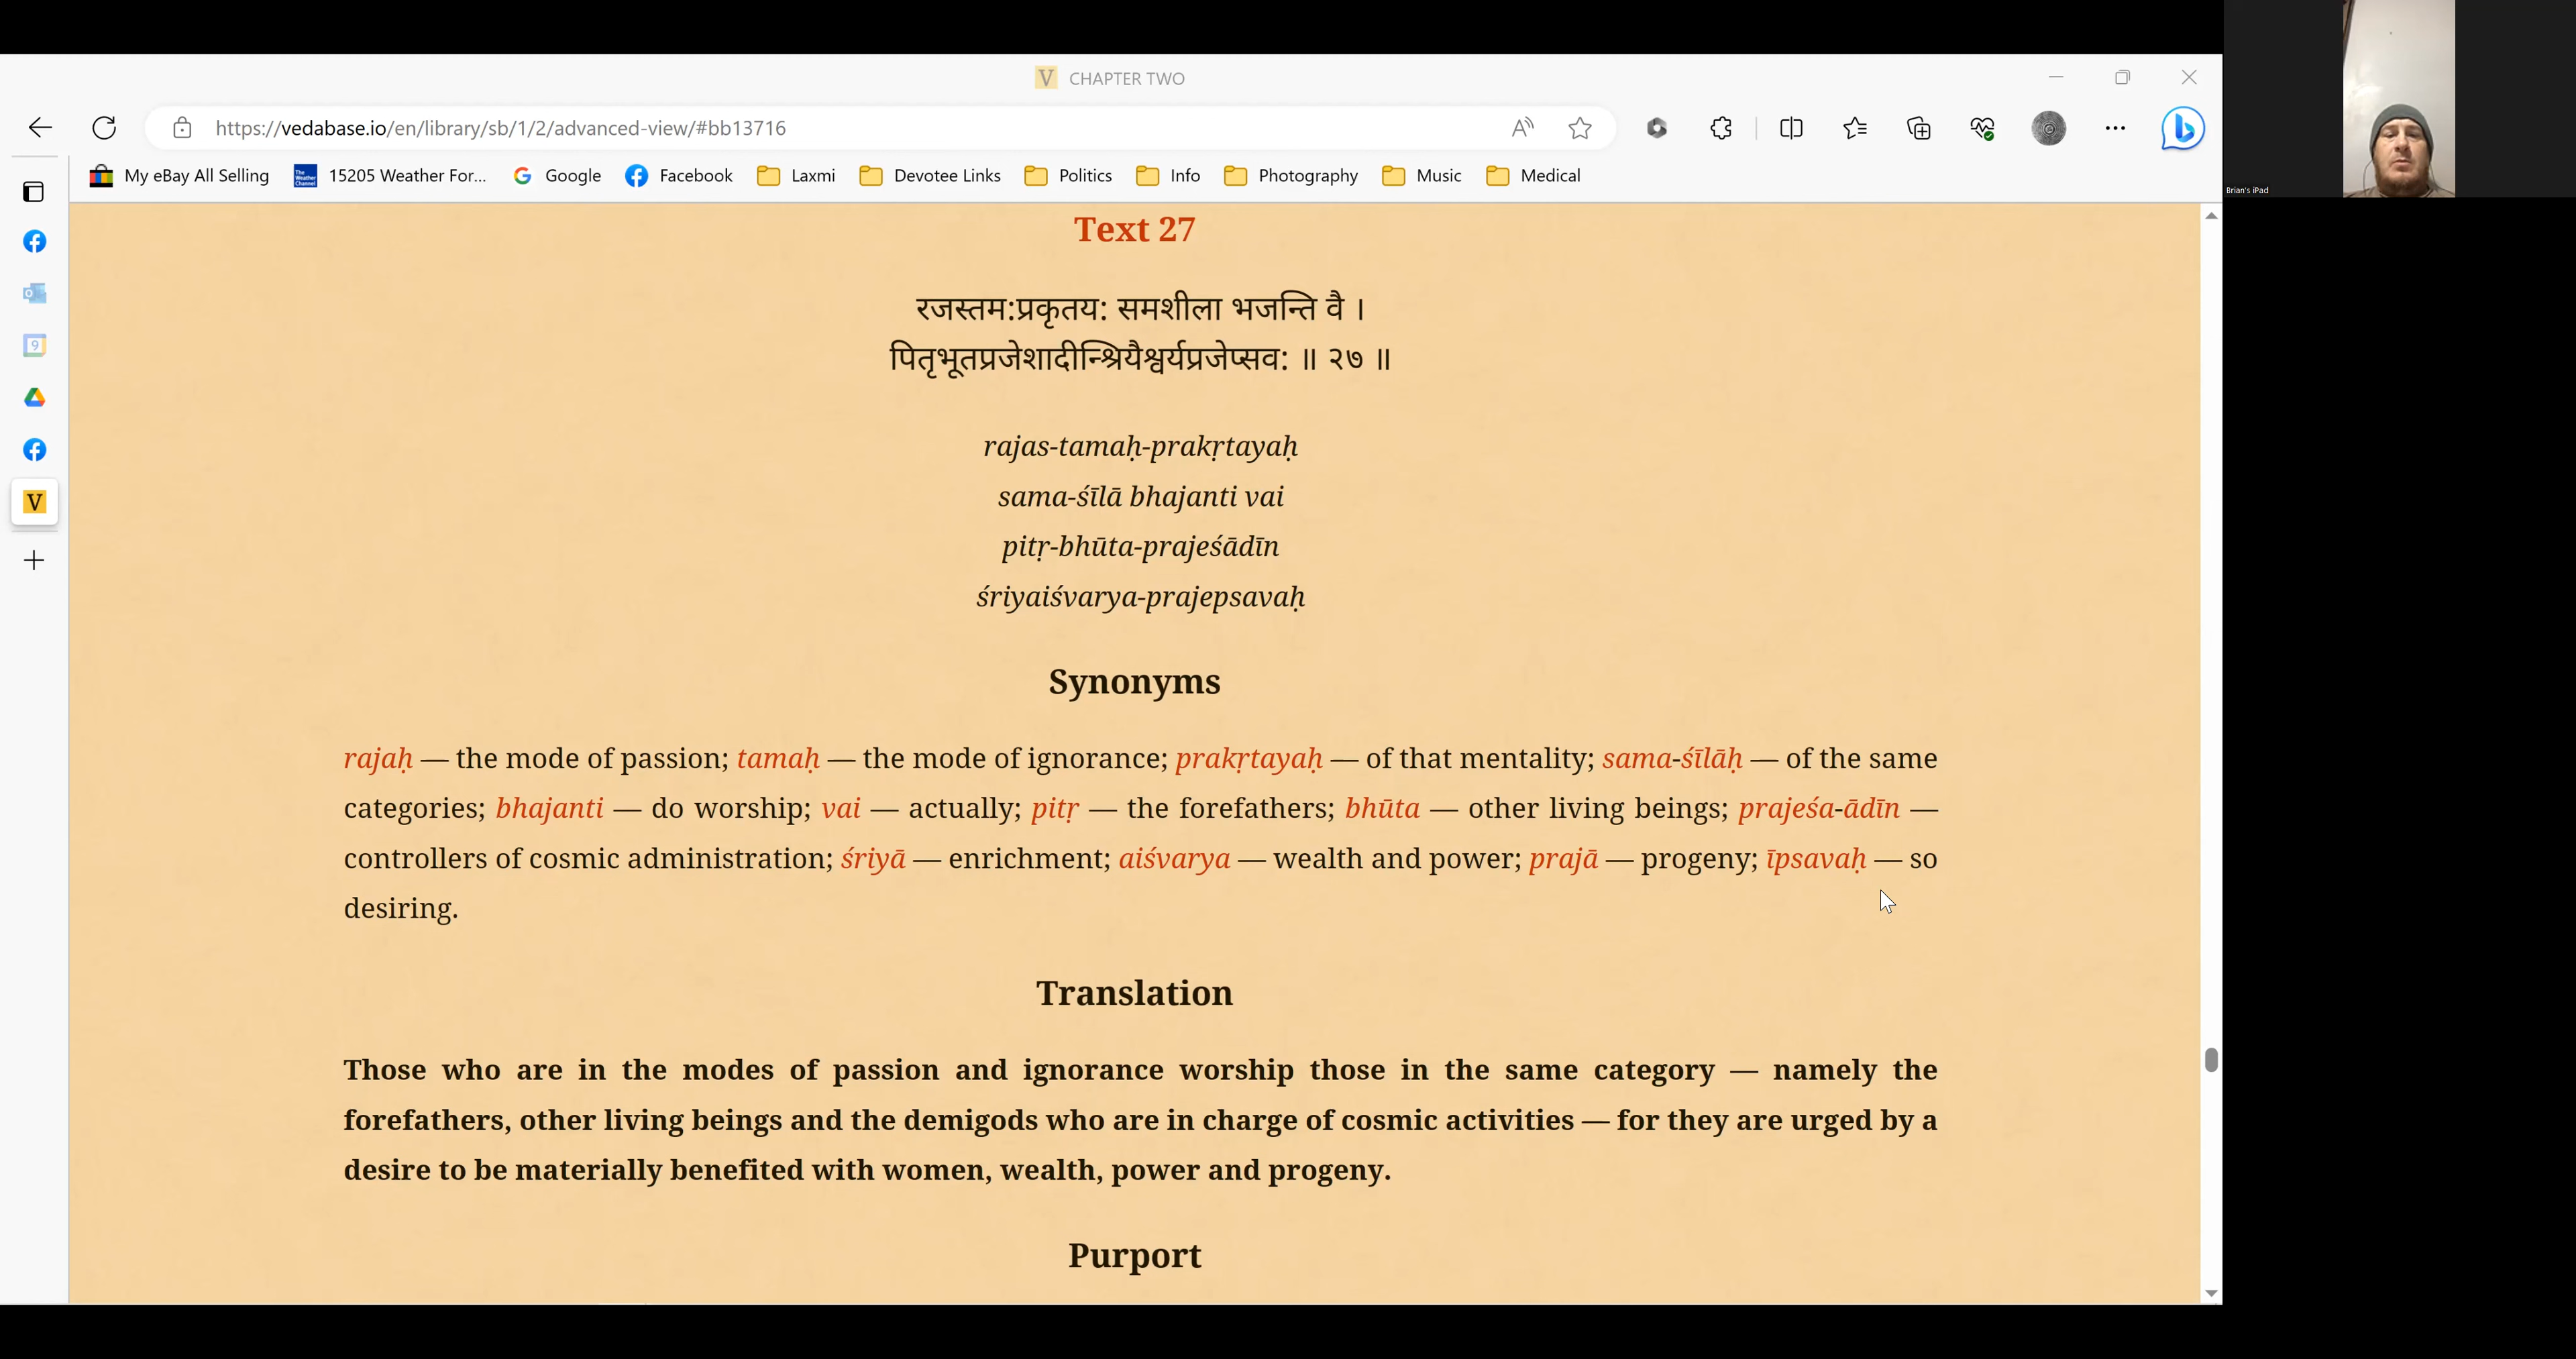 CHAPTER TWO
https://vedabase.io/en/library/sb/1/2/advanced-view/#bb13716
My eBay All Selling The Weather Channel 15205 Weather For... Google Facebook Laxmi Devotee Links Politics Info Photography Music Medical
Brian's iPad
Text 27
रजस्तम:प्रकृतय: समशीला भजन्ति वै ।
पितृभूतप्रजेशादीन्श्रियैश्वर्यप्रजेप्सव: ॥ २७ ॥
rajas-tamaḥ-prakṛtayaḥ
sama-śīlā bhajanti vai
pitṛ-bhūta-prajeśādīn
śriyaiśvarya-prajepsavaḥ
Synonyms
rajaḥ — the mode of passion; tamaḥ — the mode of ignorance; prakṛtayaḥ — of that mentality; sama-śīlāḥ — of the same
categories; bhajanti — do worship; vai — actually; pitṛ — the forefathers; bhūta — other living beings; prajeśa-ādīn —
controllers of cosmic administration; śriyā — enrichment; aiśvarya — wealth and power; prajā — progeny; īpsavaḥ — so
desiring.
Translation
Those who are in the modes of passion and ignorance worship those in the same category — namely the
forefathers, other living beings and the demigods who are in charge of cosmic activities — for they are urged by a
desire to be materially benefited with women, wealth, power and progeny.
Purport